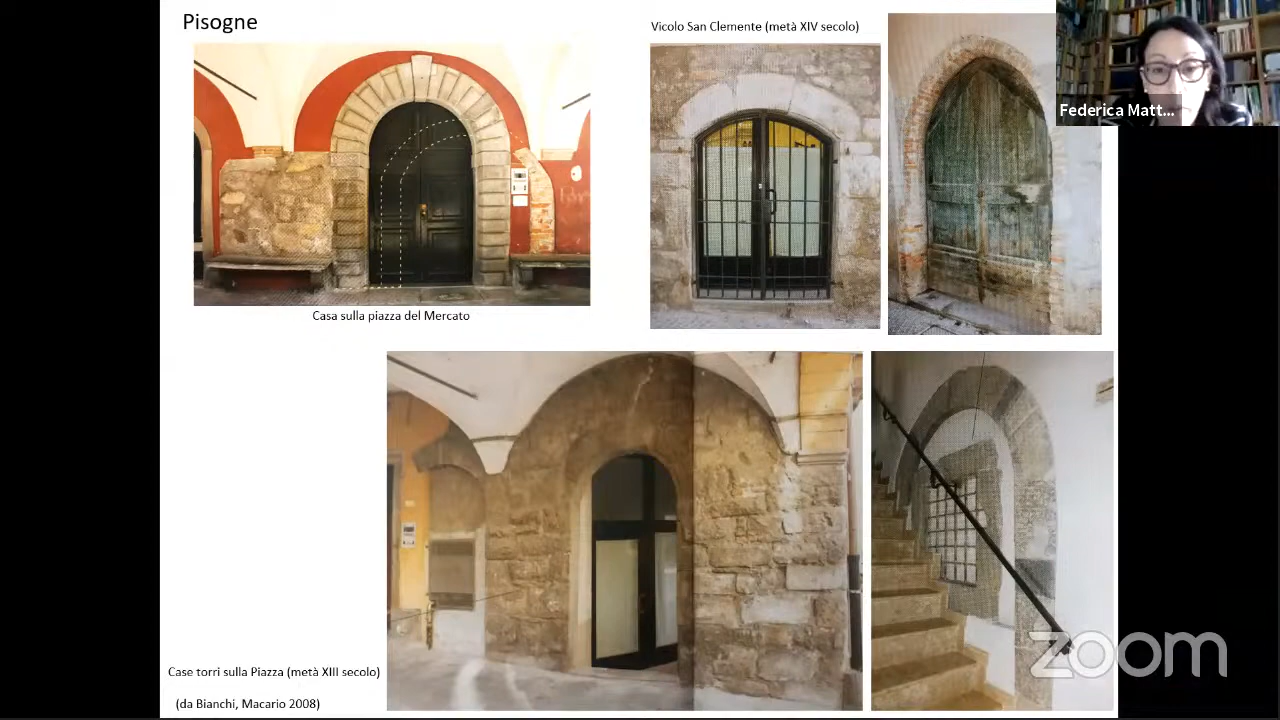 Pisogne
Vicolo San Clemente (metà XIV secolo)
Federica Matt...
Casa sulla piazza del Mercato
Case torri sulla Piazza (metà XIII secolo)
(da Bianchi, Macario 2008)
zoom